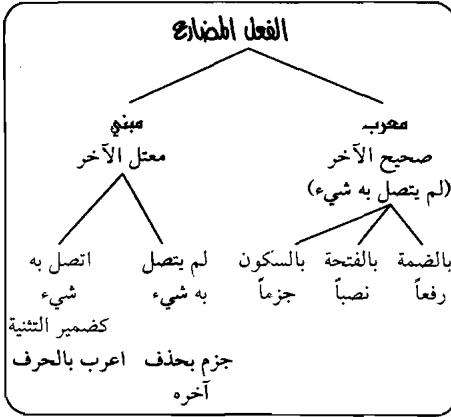 الفعل المضارع
معرب
صحيح الآخر
(لم يتصل به شيء)
بالضمة
رفعاً
بالفتحة
نصباً
بالسكون
جزماً
مبني
معتل الآخر
لم يتصل
به شيء
جزم بحذف
آخره
اتصل به
شيء
كضمير التثنية
اعرب بالحرف